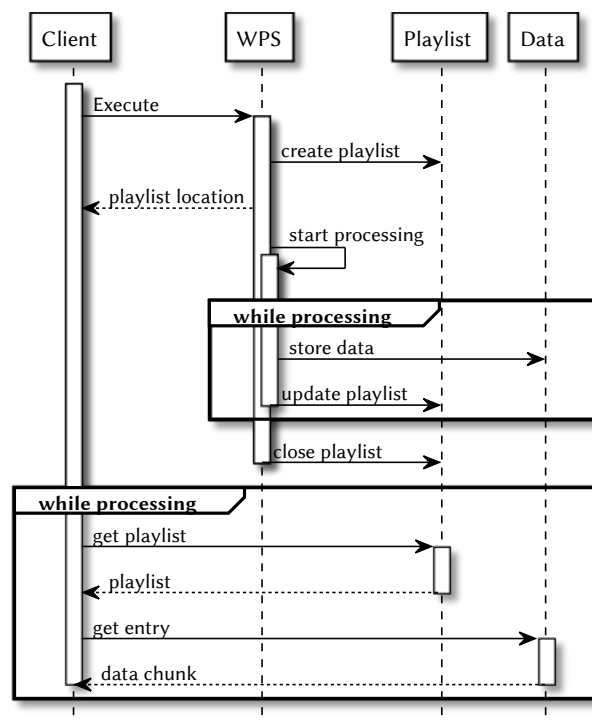 Client
WPS
Playlist
Data
Execute
create playlist
playlist location
start processing
while processing
store data
update playlist
close playlist
while processing
get playlist
playlist
get entry
data chunk